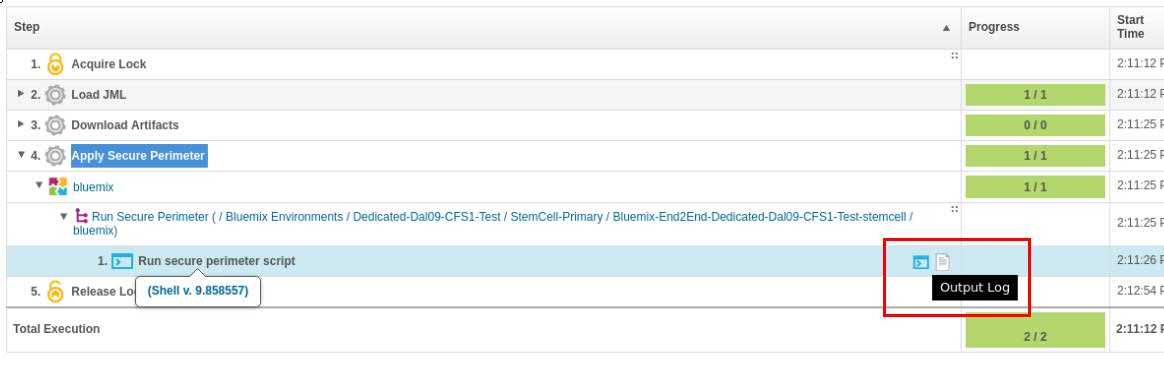 Step Progress Start
Time
1. Acquire Lock 2:11:12 P
2. Load JML 1 / 1 2:11:12 P
3. Download Artifacts 0 / 0 2:11:25 P
4. Apply Secure Perimeter 1 / 1 2:11:25 P
bluemix 1 / 1 2:11:25 P
Run Secure Perimeter ( / Bluemix Environments / Dedicated-Dal09-CFS1-Test / StemCell-Primary / Bluemix-End2End-Dedicated-Dal09-CFS1-Test-stemcell / 2:11:25 P
bluemix)
1. Run secure perimeter script 2:11:26 P
(Shell v. 9.858557) Output Log
5. Release Lo 2:12:54 P
Total Execution 2:11:12 P
2 / 2